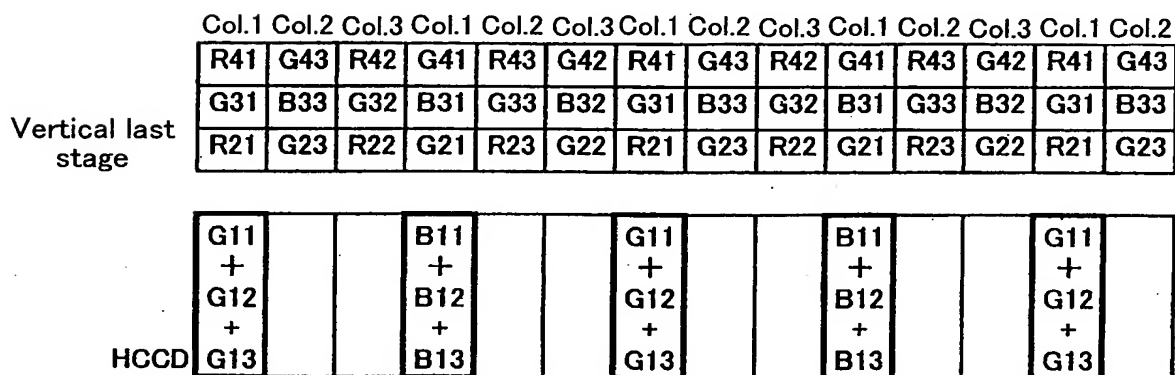 Col.1 Col.2 Col.3 Col.1 Col.2 Col.3 Col.1 Col.2 Col.3 Col.1 Col.2 Col.3 Col.1 Col.2
R41 G43 R42 G41 R43 G42 R41 G43 R42 G41 R43 G42 R41 G43
G31 B33 G32 B31 G33 B32 G31 B33 G32 B31 G33 B32 G31 B33
Vertical last stage
R21 G23 R22 G21 R23 G22 R21 G23 R22 G21 R23 G22 R21 G23
G11 B11 G11 B11 G11
+ + + + +
G12 B12 G12 B12 G12
+ + + + +
HCCD G13 B13 G13 B13 G13